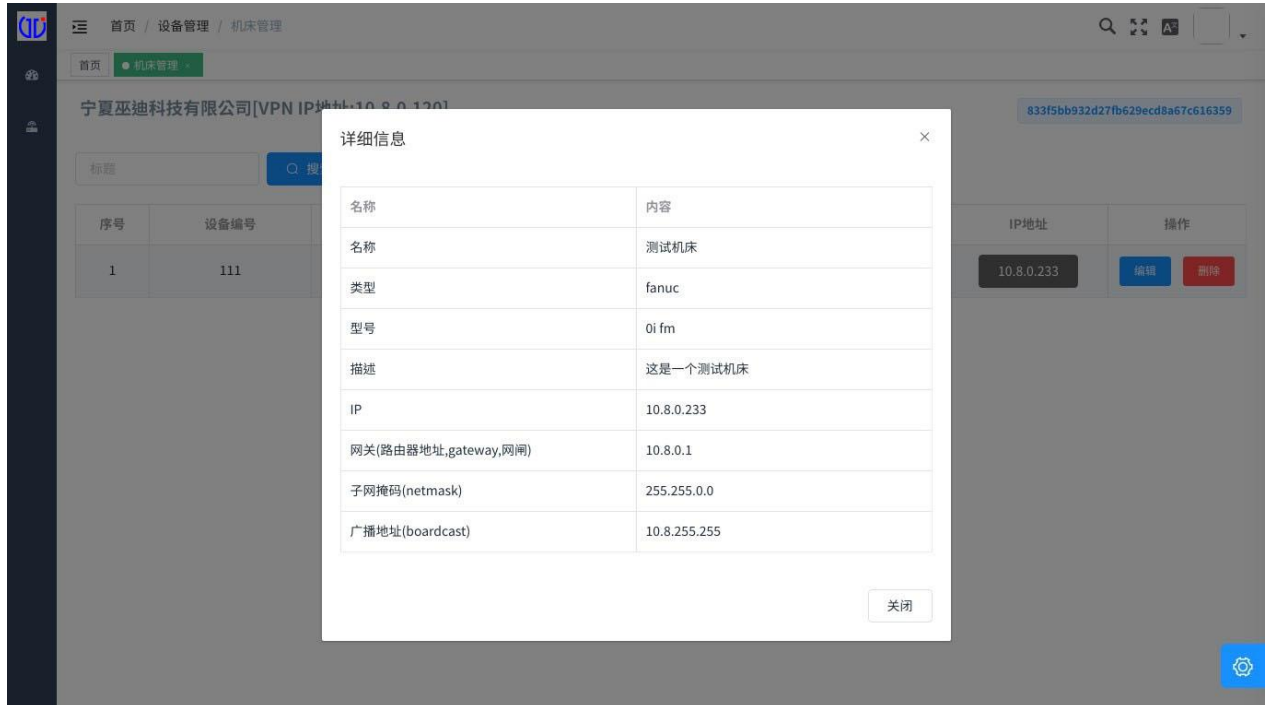 首页 / 设备管理 / 机床管理
首页 ● 机床管理 ×
宁夏巫迪科技有限公司[VPN IP地址:10.8.0.120]
833f5bb932d27fb629ecd8a67c616359
标题
搜
序号 设备编号 IP地址 操作
1 111 10.8.0.233 编辑 删除
详细信息
名称 内容
名称 测试机床
类型 fanuc
型号 0i fm
描述 这是一个测试机床
IP 10.8.0.233
网关(路由器地址,gateway,网闸) 10.8.0.1
子网掩码(netmask) 255.255.0.0
广播地址(boardcast) 10.8.255.255
关闭